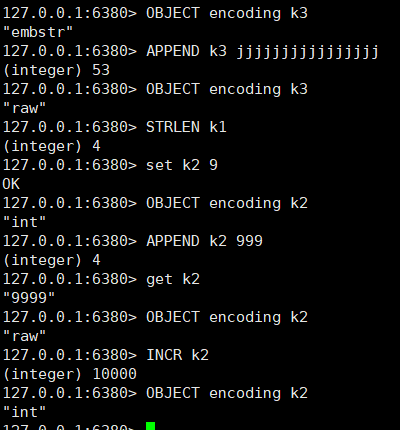 127.0.0.1:6380> OBJECT encoding k3
"embstr"
127.0.0.1:6380> APPEND k3 jjjjjjjjjjjjjjjj
(integer) 53
127.0.0.1:6380> OBJECT encoding k3
"raw"
127.0.0.1:6380> STRLEN k1
(integer) 4
127.0.0.1:6380> set k2 9
OK
127.0.0.1:6380> OBJECT encoding k2
"int"
127.0.0.1:6380> APPEND k2 999
(integer) 4
127.0.0.1:6380> get k2
"9999"
127.0.0.1:6380> OBJECT encoding k2
"raw"
127.0.0.1:6380> INCR k2
(integer) 10000
127.0.0.1:6380> OBJECT encoding k2
"int"
127.0.0.1:6380>